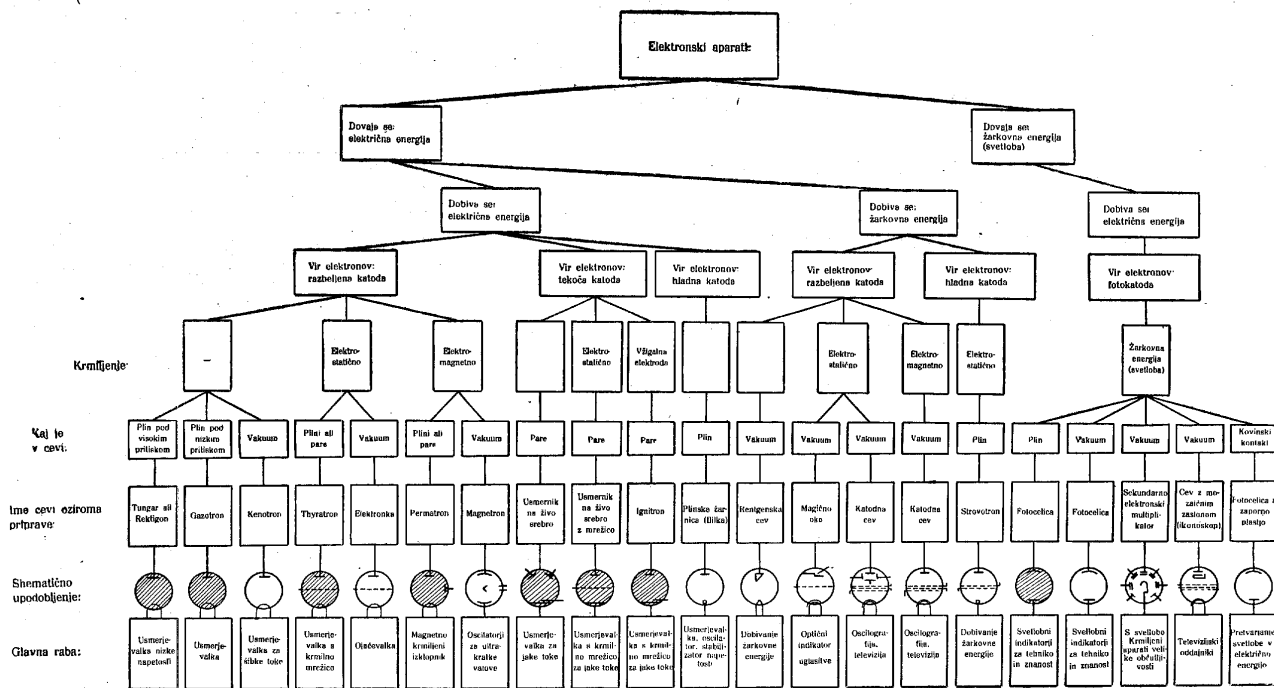 Elektronski aparati:
Dovaja se:
električna energija
Dovaja se:
žarkovna energija
(svetloba)
Dobiva se:
električna energija
Dobiva se:
žarkovna energija
Dobiva se:
električna energija
Vir elektronov:
razbeljena katoda
Vir elektronov:
tekoča katoda
Vir elektronov:
hladna katoda
Vir elektronov:
razbeljena katoda
Vir elektronov:
hladna katoda
Vir elektronov:
fotokatoda
Krmiljenje:
—
Elektro-
statično
Elektro-
magnetno
Elektro-
statično
Vžigalna
elektroda
Elektro-
statično
Elektro-
magnetno
Elektro-
statično
Žarkovna
energija
(svetloba)
Kaj je
v cevi:
Plin pod
visokim
pritiskom
Plin pod
nizkim
pritiskom
Vakuum
Plini ali
pare
Vakuum
Plini ali
pare
Vakuum
Pare
Pare
Pare
Plin
Vakuum
Vakuum
Vakuum
Vakuum
Plin
Plin
Vakuum
Vakuum
Vakuum
Kovinski
kontakt
Ime cevi oziroma
priprave:
Tungar ali
Rektigon
Gazotron
Kenotron
Thyratron
Elektronka
Permatron
Magnetron
Usmernik
na živo
srebro
Usmernik
na živo
srebro
z mrežico
Ignitron
Plinska žar-
nica (tlilka)
Rentgenska
cev
Magično
oko
Katodna
cev
Katodna
cev
Strovotron
Fotocelica
Fotocelica
Sekundarno
elektronski
multipli-
kator
Cev z mo-
zaičnim
zaslonom
(ikonoskop)
Fotocelica z
zaporno
plastjo
Shematično
upodobljenje:
Glavna raba:
Usmerje-
valka nizke
napetosti
Usmerje-
valka
Usmerje-
valka za
šibke toke
Usmerje-
valka s
krmilno
mrežico
Ojačevalka
Magnetno
krmiljeni
izklopnik
Oscilatorji
za ultra-
kratke
valove
Usmerje-
valka za
jake toke
Usmerjeval-
ka s krmil-
no mrežico
za jake toke
Usmerjeval-
ka s krmil-
no mrežico
za jake toke
Usmerjeval-
ka, oscila-
tor, stabili-
zator nape-
tosti
Dobivanje
žarkovne
energije
Optični
indikator
uglasitve
Oscilogra-
fija,
televizija
Oscilogra-
fija,
televizija
Dobivanje
žarkovne
energije
Svetlobni
indikatorji
za tehniko
in znanost
Svetlobni
indikatorji
za tehniko
in znanost
S svetlobo
Krmiljeni
aparati veli-
ke občutlji-
vosti
Televizijski
oddajniki
Pretvarjanje
svetlobe v
električno
energijo